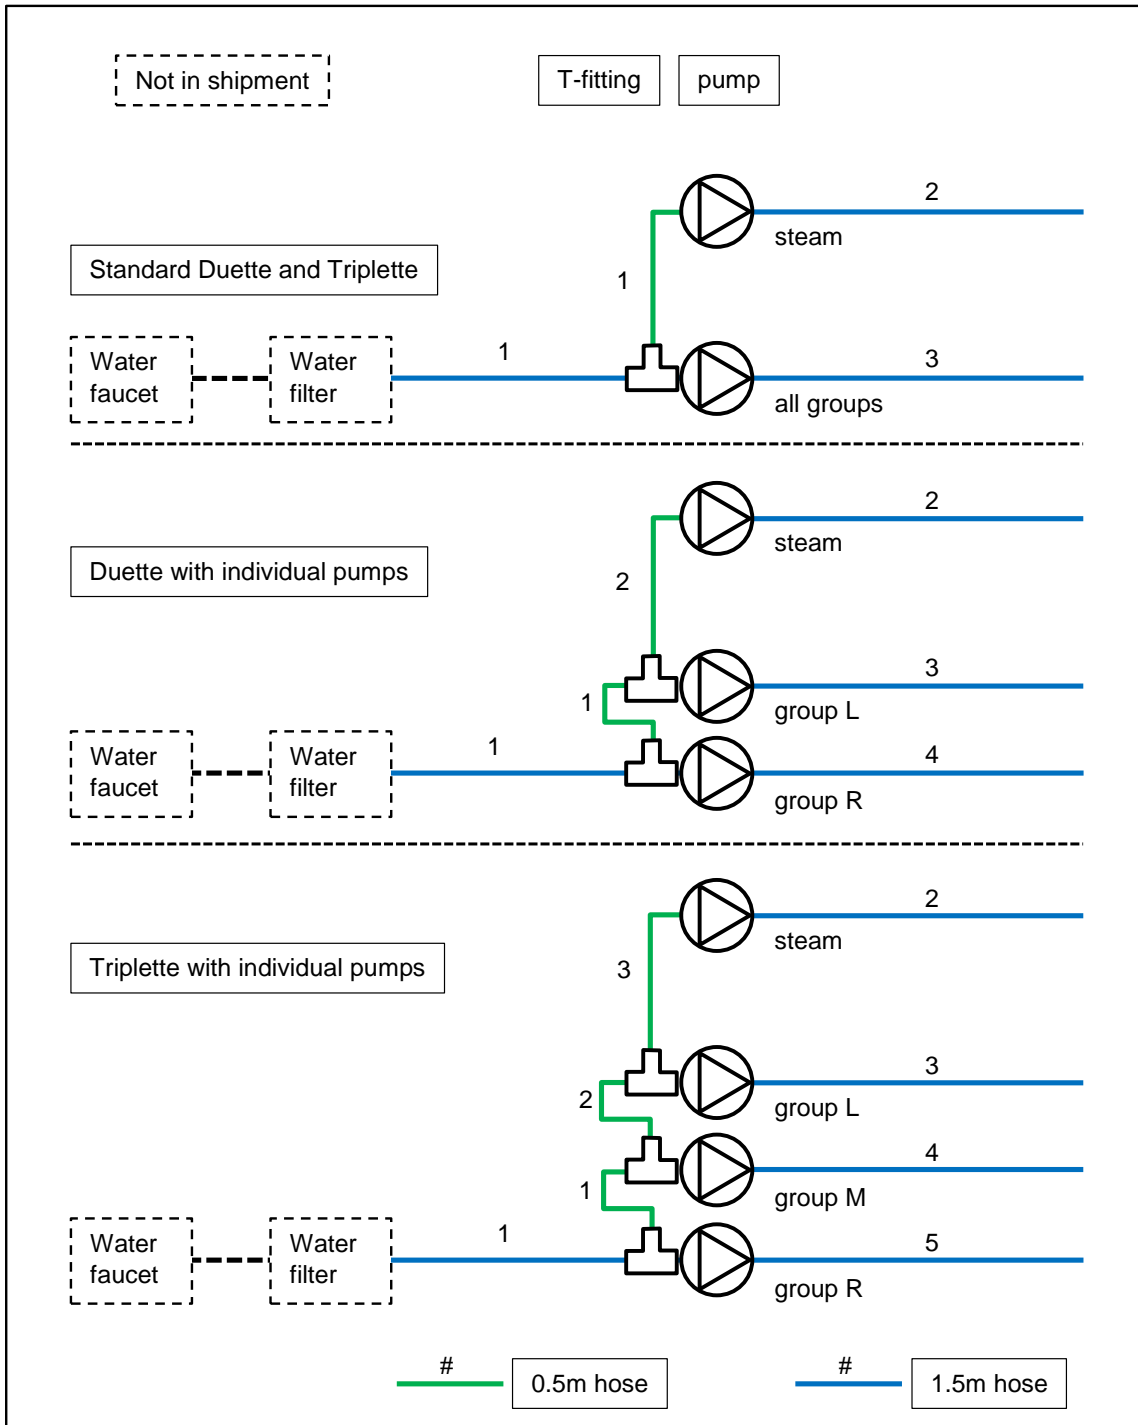 Not in shipment
T-fitting
pump
2
steam
Standard Duette and Triplette
1
Water
faucet
Water
filter
1
3
all groups
2
steam
Duette with individual pumps
2
3
1
group L
Water
faucet
Water
filter
1
4
group R
2
steam
Triplette with individual pumps
3
3
2
group L
4
1
group M
Water
faucet
Water
filter
1
5
group R
#
0.5m hose
#
1.5m hose